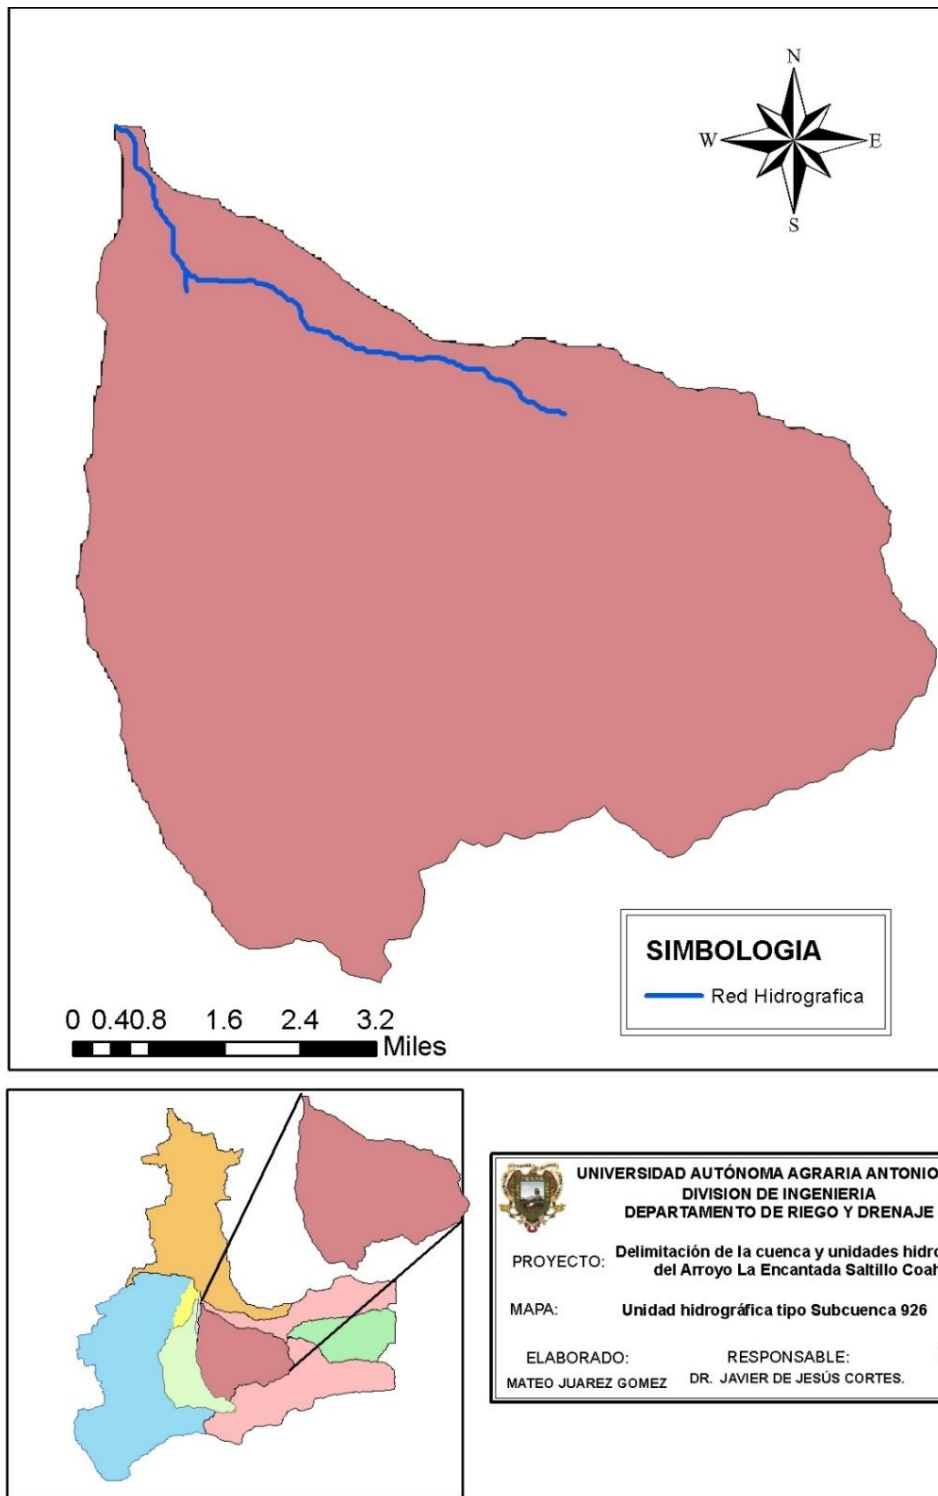 N
W E
S
SIMBOLOGIA
Red Hidrografica
0 0.40.8 1.6 2.4 3.2
Miles
UNIVERSIDAD AUTÓNOMA AGRARIA ANTONIO
DIVISION DE INGENIERIA
DEPARTAMENTO DE RIEGO Y DRENAJE
PROYECTO: Delimitación de la cuenca y unidades hidro
del Arroyo La Encantada Saltillo Coah
MAPA: Unidad hidrográfica tipo Subcuenca 926
ELABORADO: RESPONSABLE:
MATEO JUAREZ GOMEZ DR. JAVIER DE JESÚS CORTES.